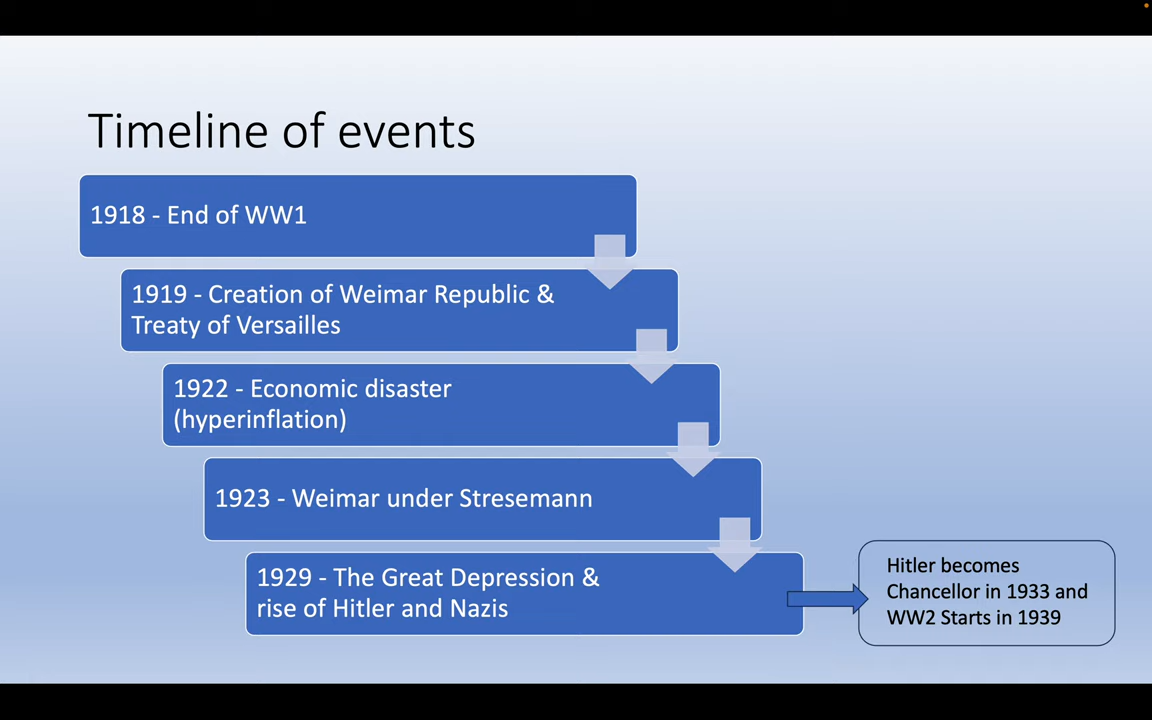 Timeline of events
1918 - End of WW1
1919 - Creation of Weimar Republic &
Treaty of Versailles
1922 - Economic disaster
(hyperinflation)
1923 - Weimar under Stresemann
1929 - The Great Depression &
rise of Hitler and Nazis
Hitler becomes
Chancellor in 1933 and
WW2 Starts in 1939